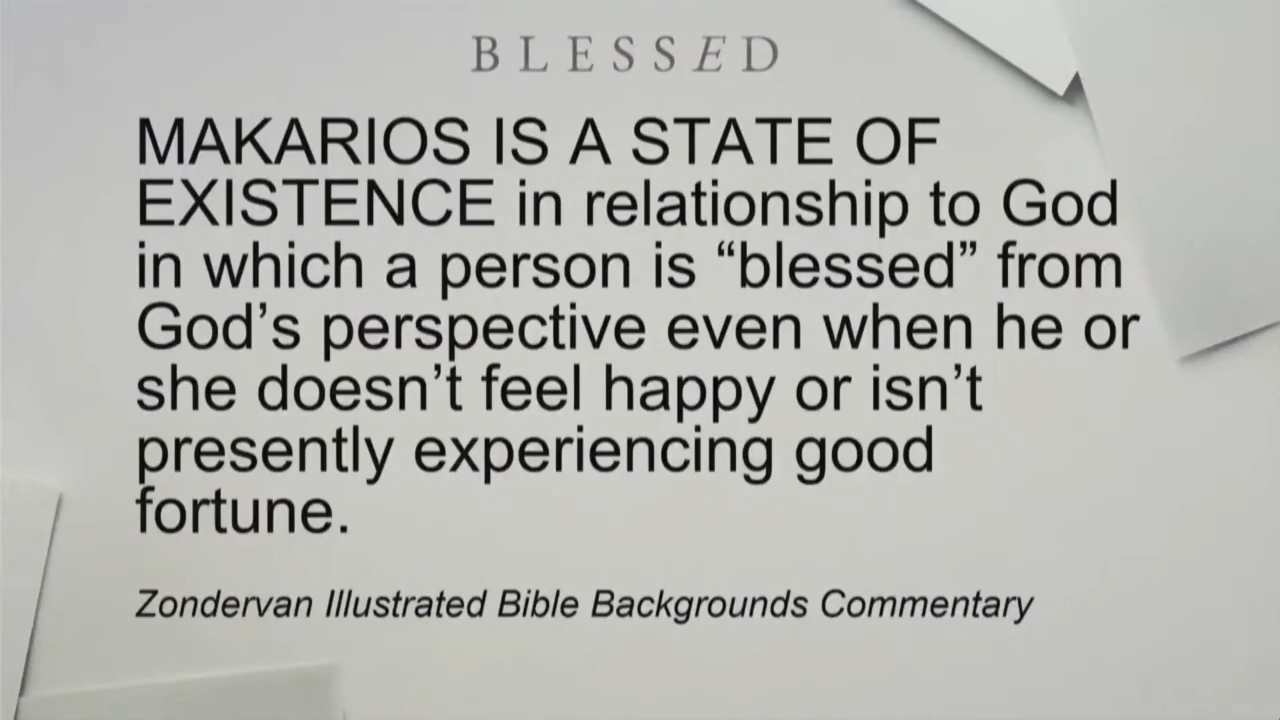 BLESSED
MAKARIOS IS A STATE OF
EXISTENCE in relationship to God
in which a person is “blessed” from
God’s perspective even when he or
she doesn’t feel happy or isn’t
presently experiencing good
fortune.
Zondervan Illustrated Bible Backgrounds Commentary